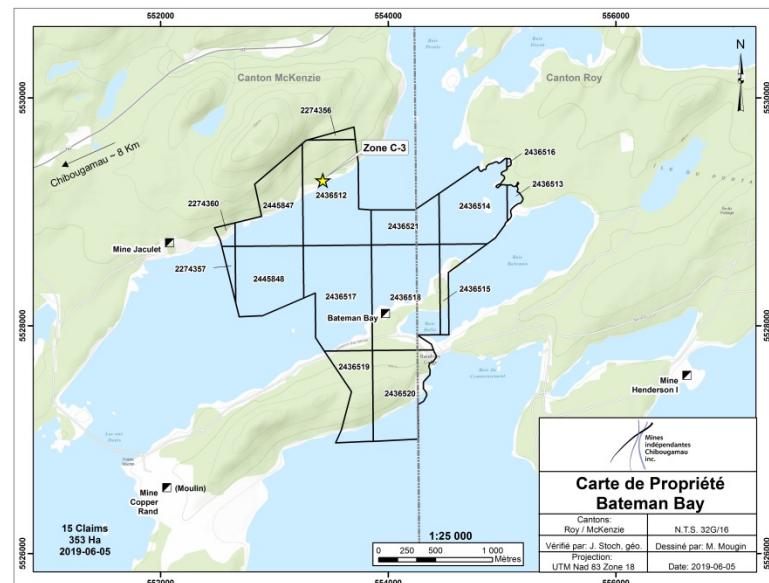 552000
554000
556000
Canton McKenzie
Canton Roy
N
5530000
5530000
2274356
Chibougamau ~ 8 Km
Zone C-3
2436516
2436513
2436512
2445847
2274360
2436514
2436521
Mine Jaculet
2274357
2445848
2436517
2436518
2436515
Bateman Bay
5528000
5528000
2436519
2436520
Mine
Henderson I
(Moulin)
Mine
Copper
Rand
15 Claims
353 Ha
2019-06-05
1:25 000
0 250 500 1 000
Mètres
Mines
indépendantes
Chibougamau
inc.
Carte de Propriété
Bateman Bay
Cantons:
Roy / McKenzie
N.T.S. 32G/16
Vérifié par: J. Stoch, géo.
Dessiné par: M. Mougin
Projection:
UTM Nad 83 Zone 18
Date: 2019-06-05
5526000
5526000
552000
554000
556000